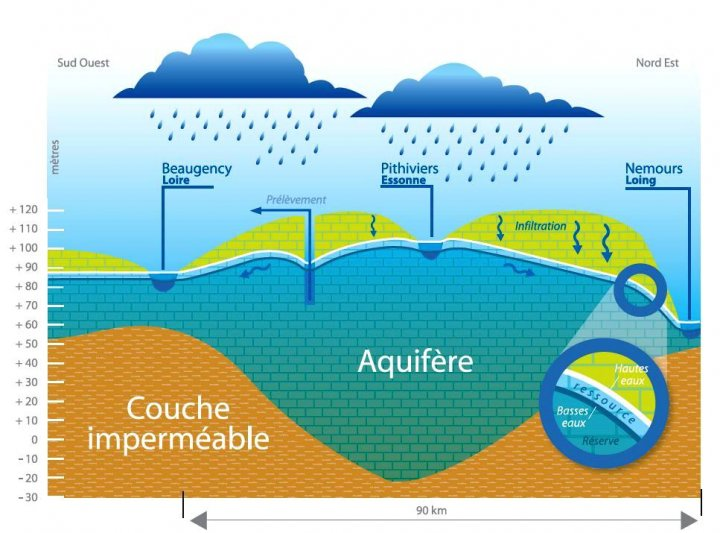 Sud Ouest
Nord Est
mètres
Beaugency
Loire
Pithiviers
Essonne
Nemours
Loing
Prélèvement
Infiltration
+ 120
+ 110
+ 100
+ 90
+ 80
+ 70
+ 60
+ 50
+ 40
+ 30
+ 20
+ 10
0
- 10
- 20
- 30
Aquifère
Couche
imperméable
Hautes
eaux
ressource
Basses
eaux
Réserve
90 km